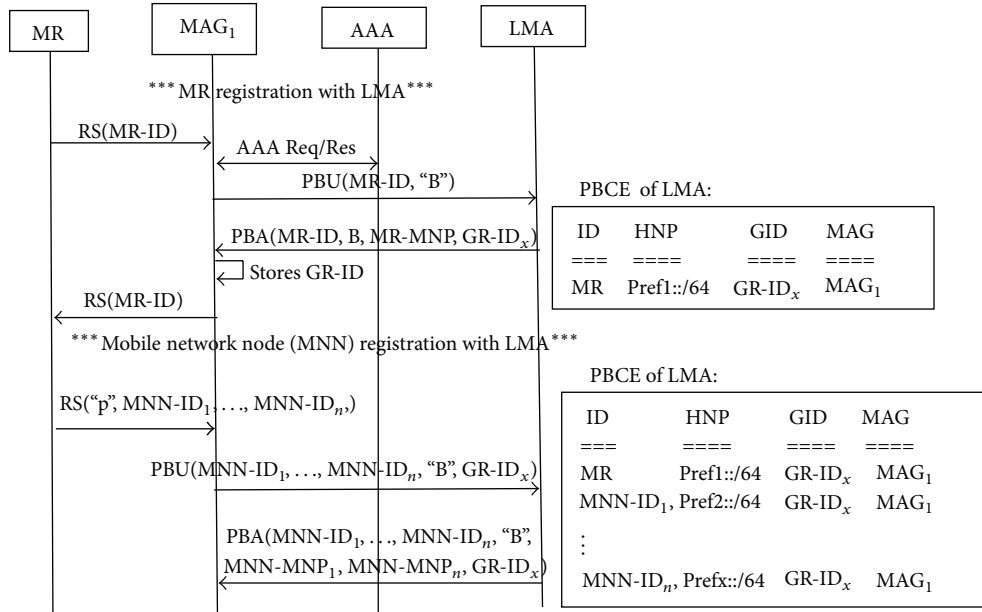 MR MAG₁ AAA LMA
*** MR registration with LMA ***
RS(MR-ID)
AAA Req/Res
PBU(MR-ID, “B”)
PBA(MR-ID, B, MR-MNP, GR-IDₓ)
Stores GR-ID
RS(MR-ID)
PBCE of LMA:
ID HNP GID MAG
=== ==== ==== ====
MR Pref1::/64 GR-IDₓ MAG₁
*** Mobile network node (MNN) registration with LMA ***
RS(“p”, MNN-ID₁, . . ., MNN-IDₙ,)
PBU(MNN-ID₁, . . ., MNN-IDₙ, “B”, GR-IDₓ)
PBA(MNN-ID₁, . . ., MNN-IDₙ, “B”,
MNN-MNP₁, MNN-MNPₙ, GR-IDₓ)
PBCE of LMA:
ID HNP GID MAG
=== ==== ==== ====
MR Pref1::/64 GR-IDₓ MAG₁
MNN-ID₁, Pref2::/64 GR-IDₓ MAG₁
⋮
MNN-IDₙ, Prefx::/64 GR-IDₓ MAG₁